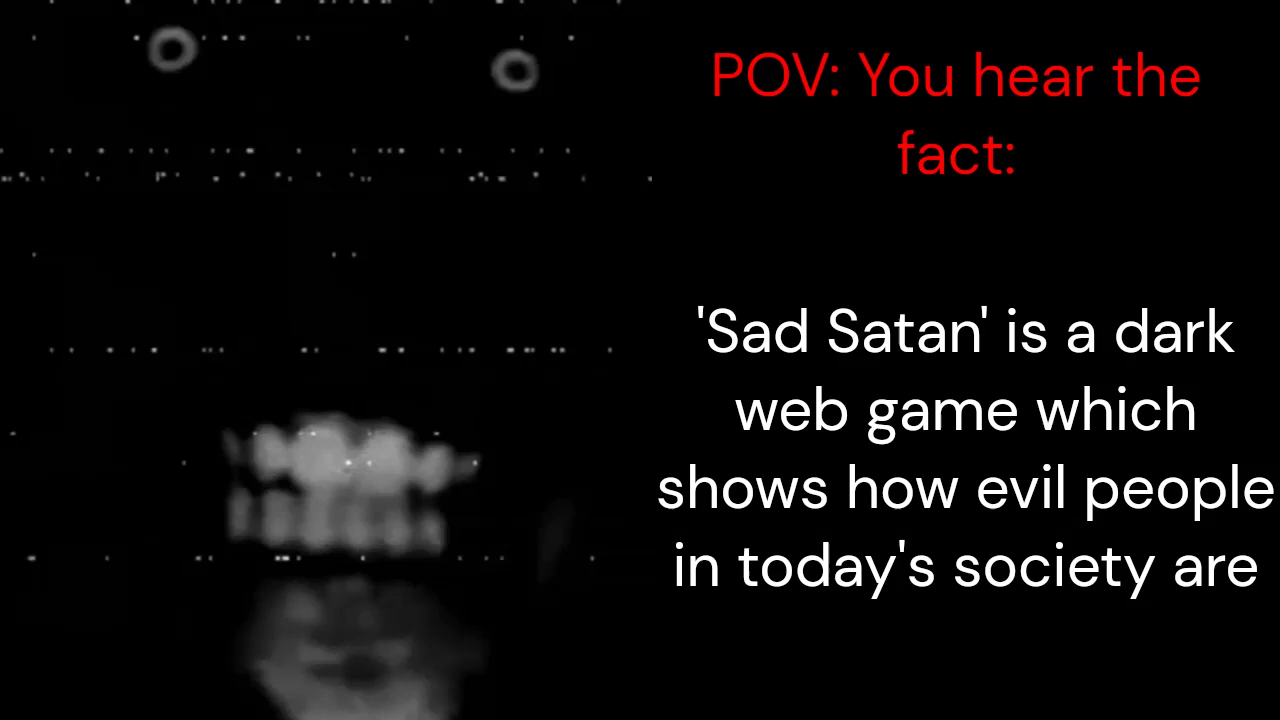 POV: You hear the
fact:
'Sad Satan' is a dark
web game which
shows how evil people
in today's society are